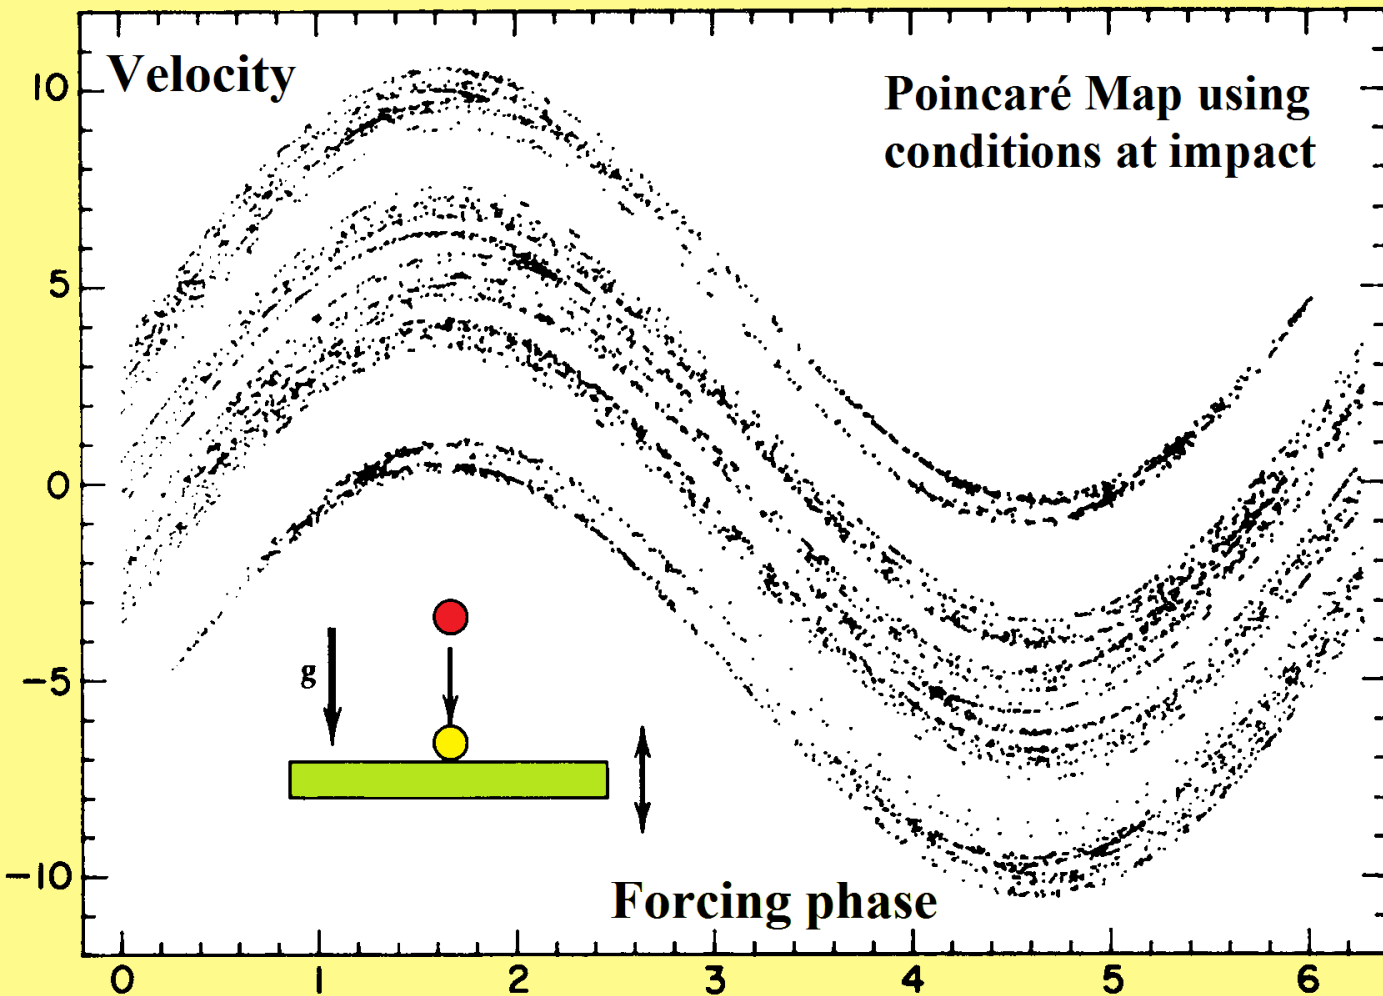 Velocity
Poincaré Map using
conditions at impact
10
5
0
−5
−10
g
Forcing phase
0 1 2 3 4 5 6